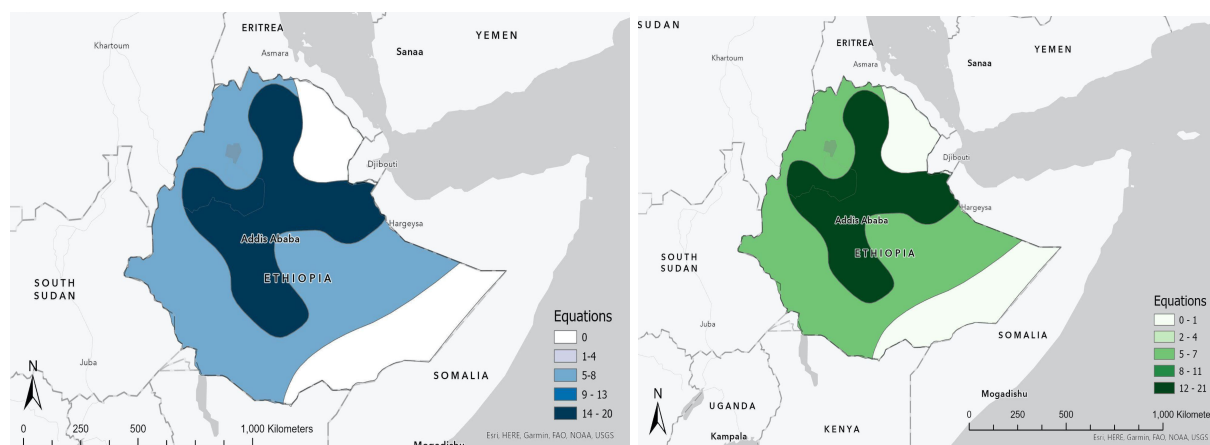 ERITREA
YEMEN
Khartoum
Asmara
Sanaa
Djibouti
Hargeysa
Addis Ababa
ETHIOPIA
SOUTH
SUDAN
Juba
SOMALIA
Equations
0
1-4
5-8
9 - 13
14 - 20
N
0 250 500 1,000 Kilometers
Esri, HERE, Garmin, FAO, NOAA, USGS
SUDAN
ERITREA
YEMEN
Khartoum
Asmara
Sanaa
Djibouti
Hargeysa
Addis Ababa
ETHIOPIA
SOUTH
SUDAN
Juba
SOMALIA
UGANDA
Kampala
KENYA
Mogadishu
Equations
0 - 1
2 - 4
5 - 7
8 - 11
12 - 21
N
0 250 500 1,000 Kilomete
Esri, HERE, Garmin, FAO, NOAA, USGS